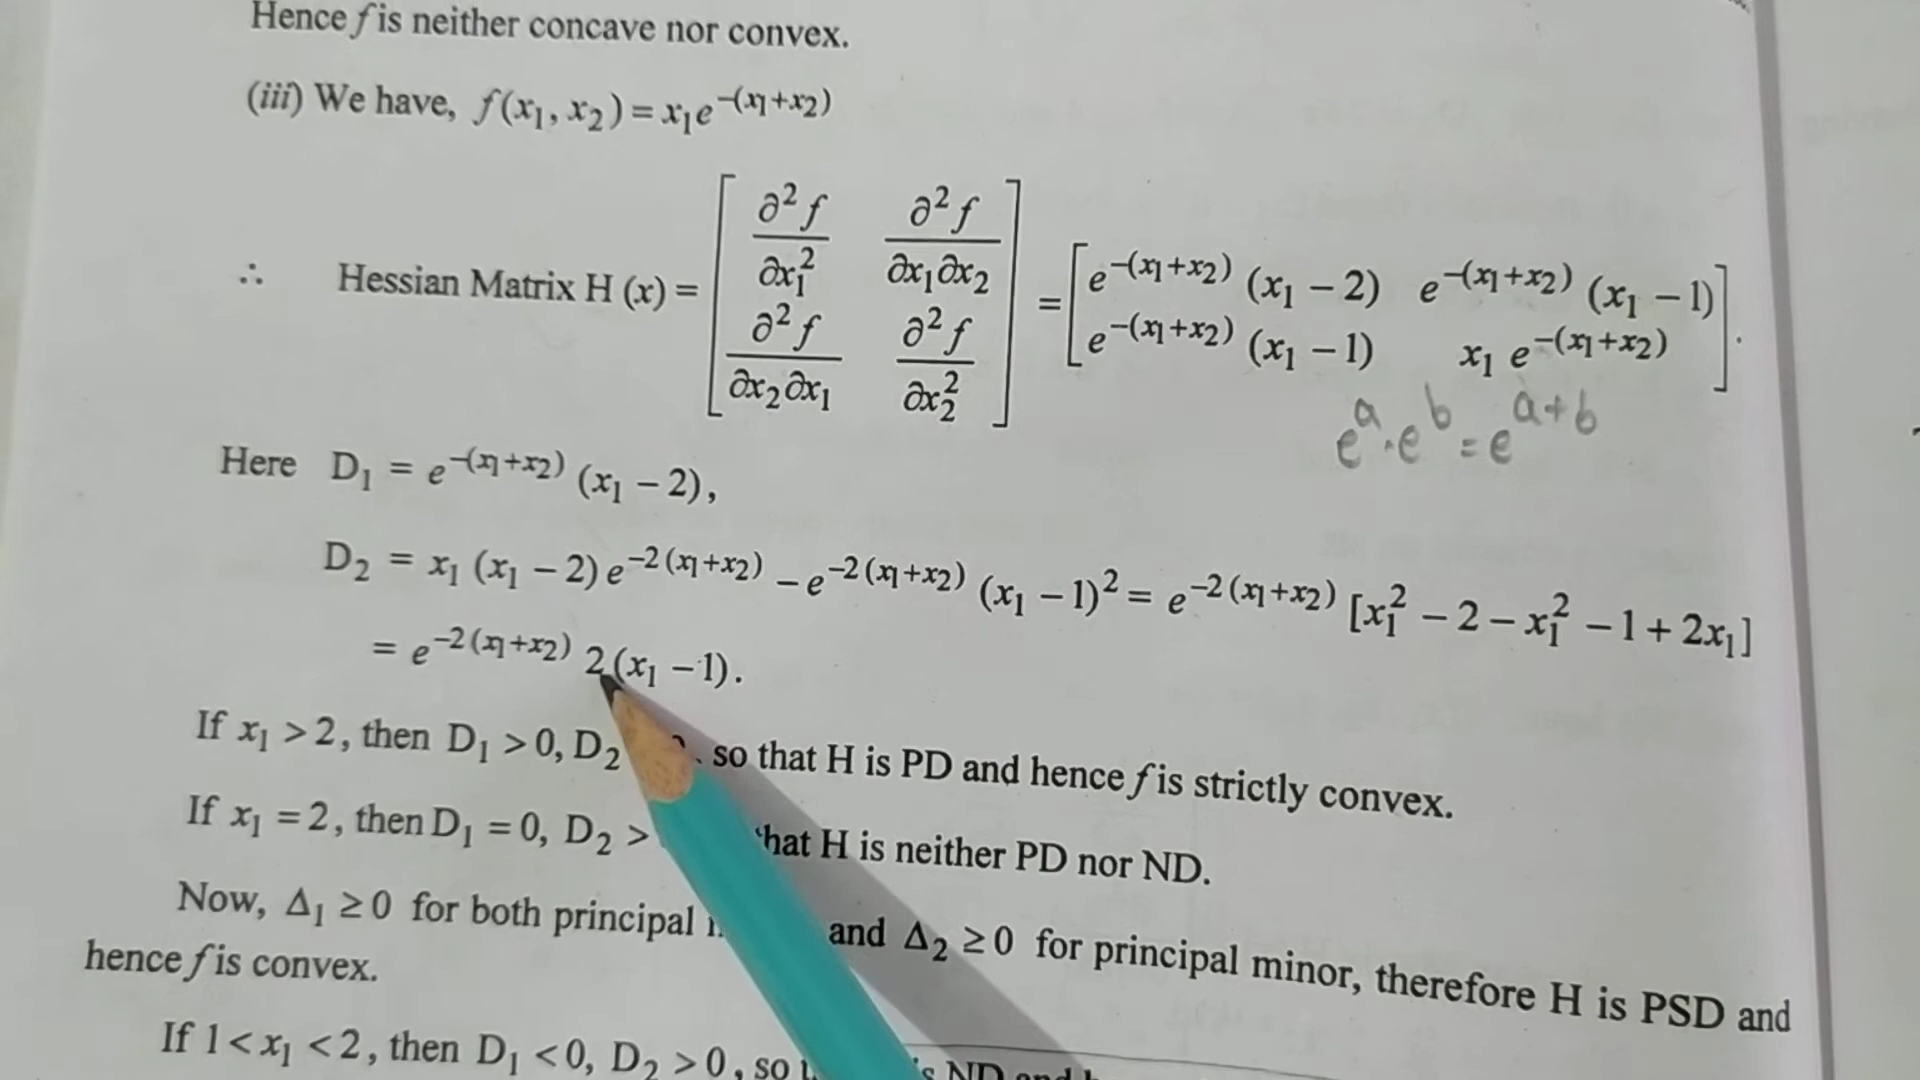 Hence f is neither concave nor convex.
(iii) We have, f(x₁, x₂) = x₁e^–(x₁+x₂)
∴ Hessian Matrix H (x) = [∂²f/∂x₁² ∂²f/∂x₁∂x₂ ; ∂²f/∂x₂∂x₁ ∂²f/∂x₂²] = [e^–(x₁+x₂) (x₁ – 2) e^–(x₁+x₂) (x₁ – 1) ; e^–(x₁+x₂) (x₁ – 1) x₁ e^–(x₁+x₂)].
e^a · e^b = e^a+b
Here D₁ = e^–(x₁+x₂) (x₁ – 2),
D₂ = x₁ (x₁ – 2) e^–2(x₁+x₂) – e^–2(x₁+x₂) (x₁ – 1)² = e^–2(x₁+x₂) [x₁² – 2 – x₁² – 1 + 2x₁]
= e^–2(x₁+x₂) 2(x₁ – 1).
If x₁ > 2, then D₁ > 0, D₂ so that H is PD and hence f is strictly convex.
If x₁ = 2, then D₁ = 0, D₂ > that H is neither PD nor ND.
Now, Δ₁ ≥ 0 for both principal and Δ₂ ≥ 0 for principal minor, therefore H is PSD and
hence f is convex.
If 1 < x₁ < 2, then D₁ < 0, D₂ > 0, so ND and